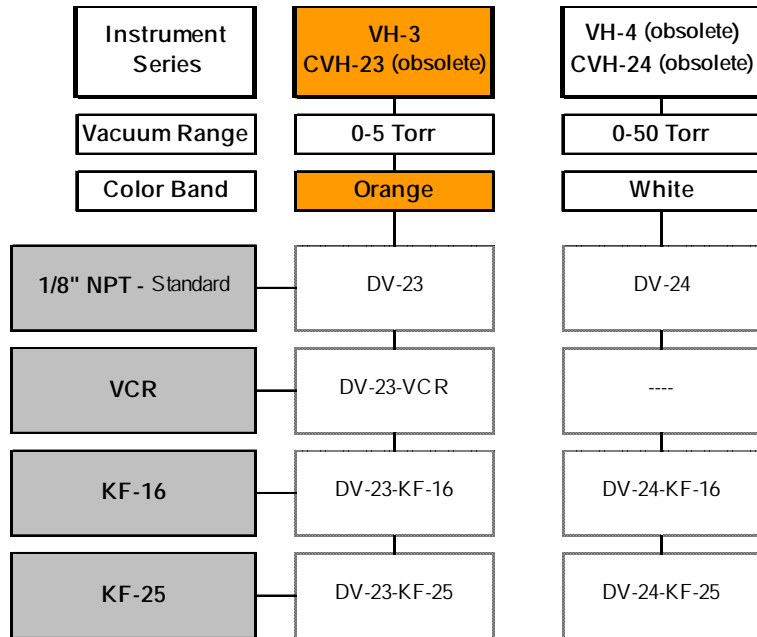 Instrument Series
VH-3
CVH-23 (obsolete)
VH-4 (obsolete)
CVH-24 (obsolete)
Vacuum Range
0-5 Torr
0-50 Torr
Color Band
Orange
White
1/8" NPT - Standard
DV-23
DV-24
VCR
DV-23-VCR
----
KF-16
DV-23-KF-16
DV-24-KF-16
KF-25
DV-23-KF-25
DV-24-KF-25